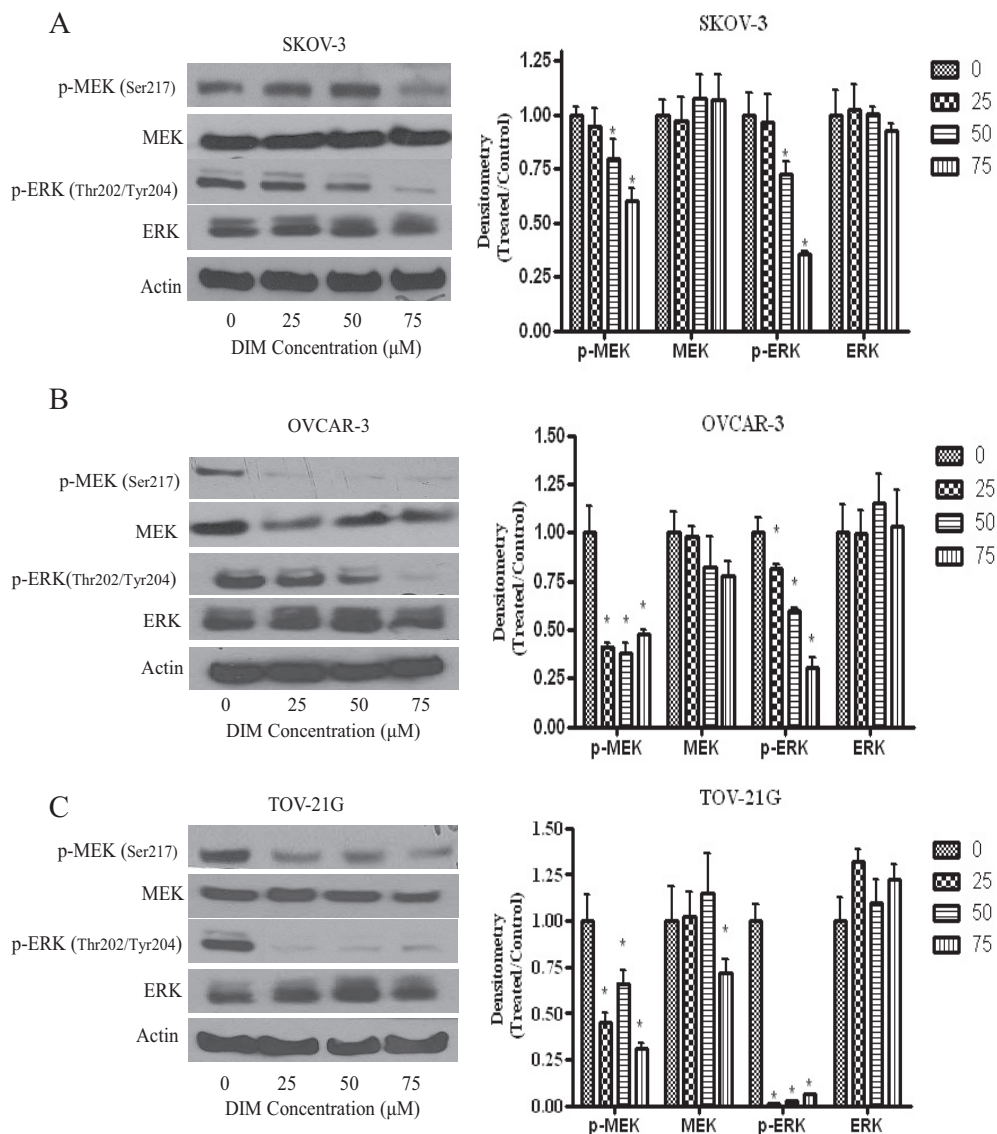 A
SKOV-3
p-MEK (Ser217)
MEK
p-ERK (Thr202/Tyr204)
ERK
Actin
0 25 50 75
DIM Concentration (μM)
SKOV-3
Densitometry
(Treated/Control)
1.25
1.00
0.75
0.50
0.25
0.00
* * * *
p-MEK MEK p-ERK ERK
0
25
50
75
B
OVCAR-3
p-MEK (Ser217)
MEK
p-ERK(Thr202/Tyr204)
ERK
Actin
0 25 50 75
DIM Concentration (μM)
OVCAR-3
Densitometry
(Treated/Control)
1.50
1.25
1.00
0.75
0.50
0.25
0.00
* * * * * *
p-MEK MEK p-ERK ERK
0
25
50
75
C
TOV-21G
p-MEK (Ser217)
MEK
p-ERK (Thr202/Tyr204)
ERK
Actin
0 25 50 75
DIM Concentration (μM)
TOV-21G
Densitometry
(Treated/Control)
1.50
1.25
1.00
0.75
0.50
0.25
0.00
* * * * * * *
p-MEK MEK p-ERK ERK
0
25
50
75